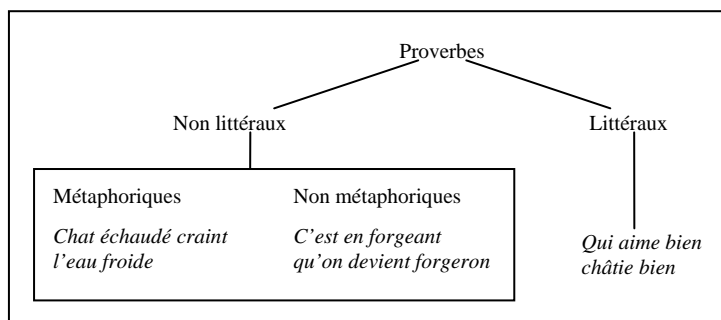 Proverbes
Non littéraux
Littéraux
Métaphoriques
Non métaphoriques
Chat échaudé craint
l’eau froide
C’est en forgeant
qu’on devient forgeron
Qui aime bien
châtie bien